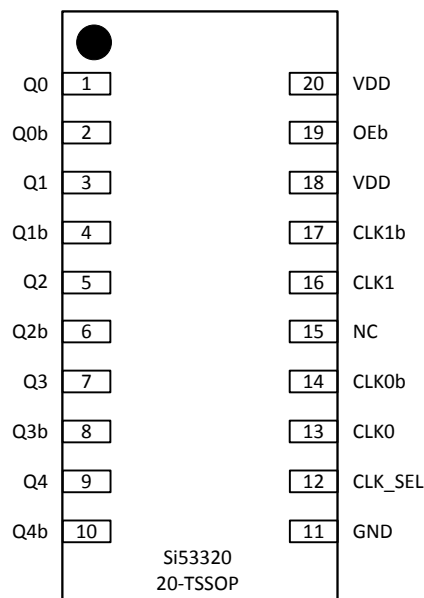 Q0 1 20 VDD
Q0b 2 19 OEb
Q1 3 18 VDD
Q1b 4 17 CLK1b
Q2 5 16 CLK1
Q2b 6 15 NC
Q3 7 14 CLK0b
Q3b 8 13 CLK0
Q4 9 12 CLK_SEL
Q4b 10 11 GND
Si53320
20-TSSOP